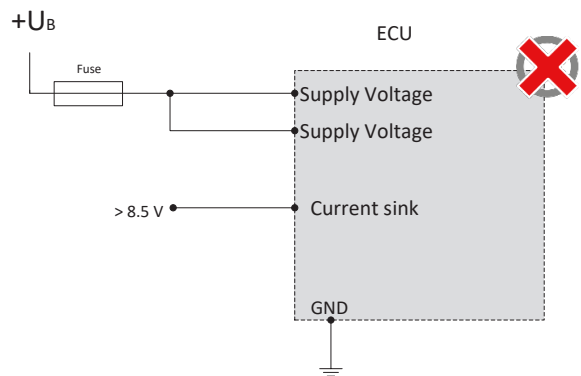 +UB
ECU
Fuse
Supply Voltage
Supply Voltage
> 8.5 V
Current sink
GND